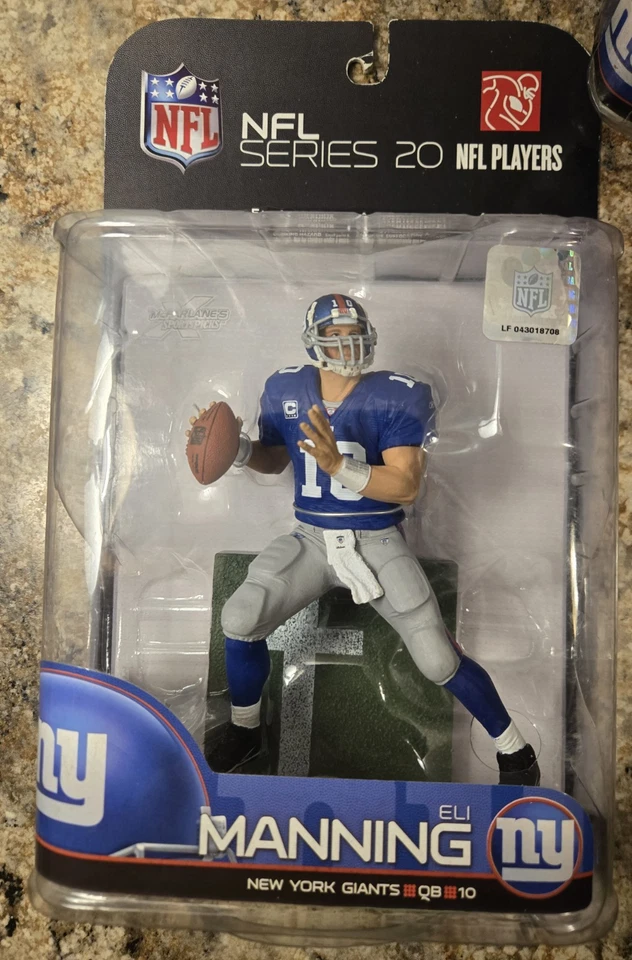 NFL
NFL
SERIES 20
NFL PLAYERS
McFARLANE'S
SPORTSPICKS
NFL
LF 043018708
10
10
C
10
ny
ELI
MANNING
ny
NEW YORK GIANTS QB 10